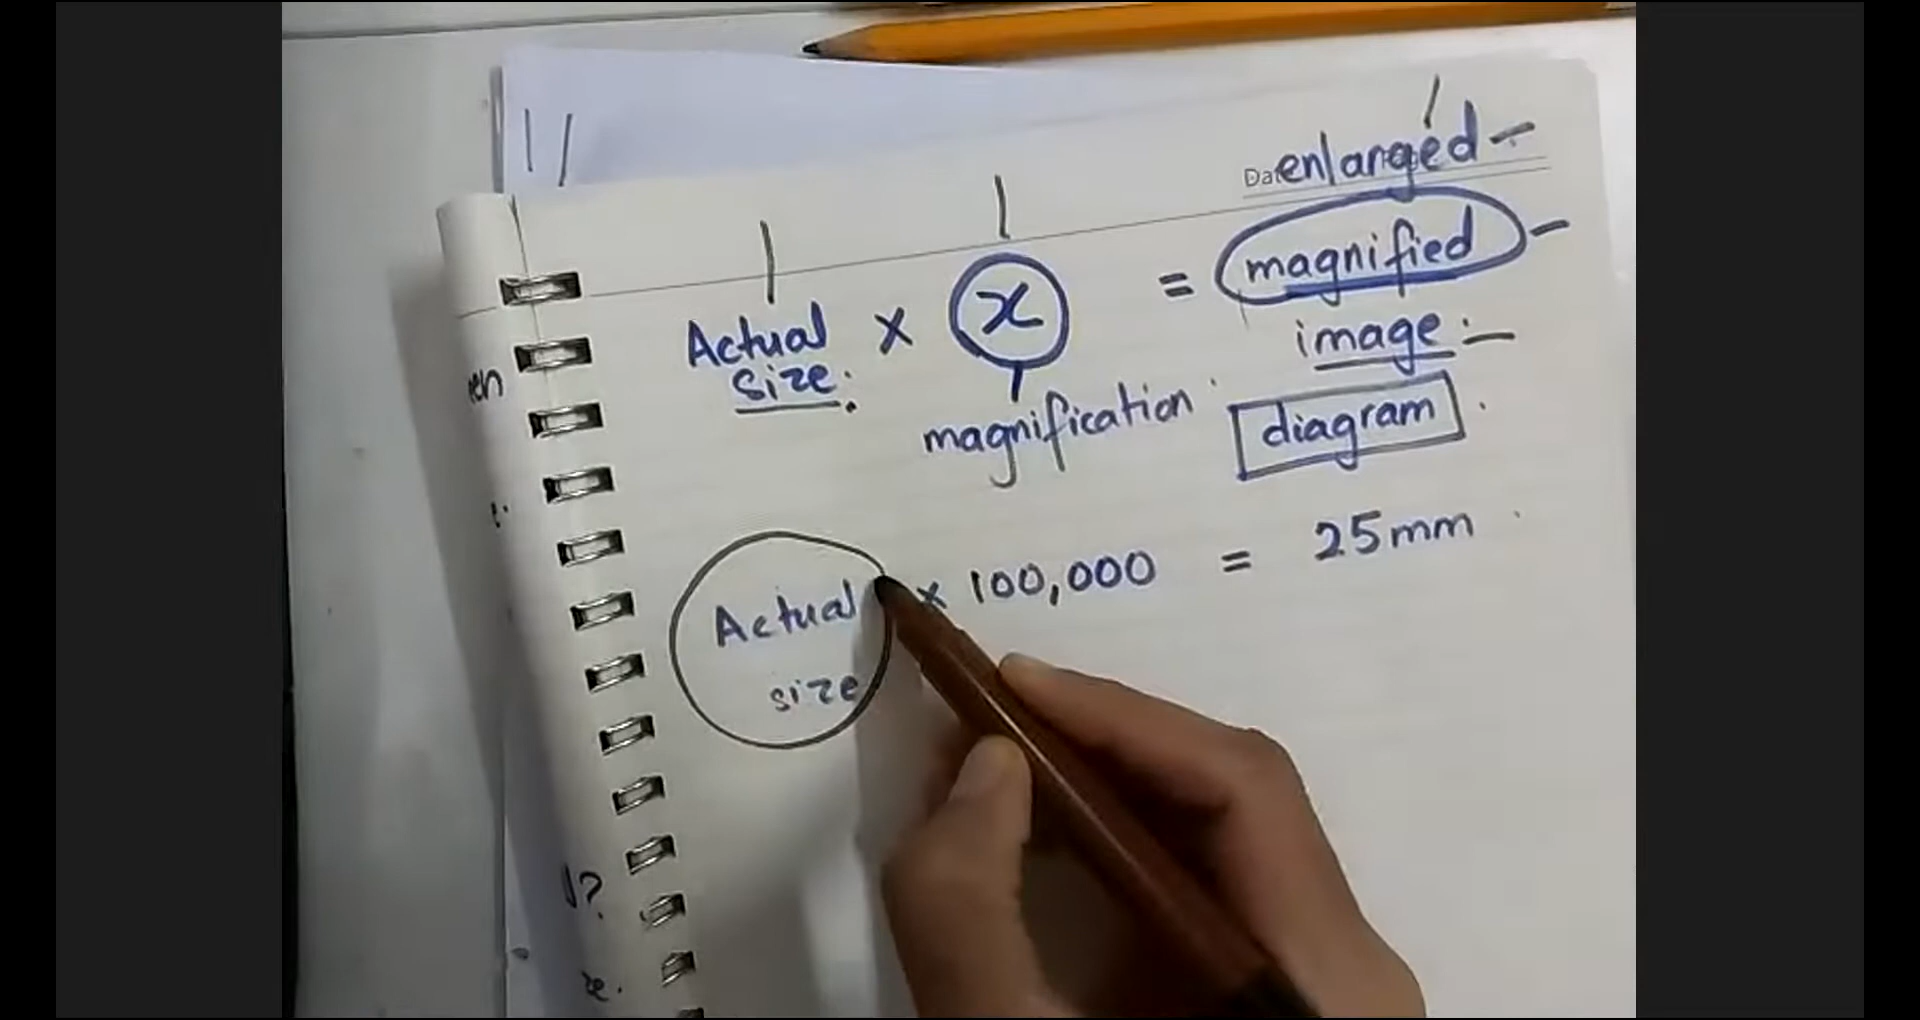 enlarged
Actual × x = magnified
size. image.
magnification diagram
Actual × 100,000 = 25mm
size